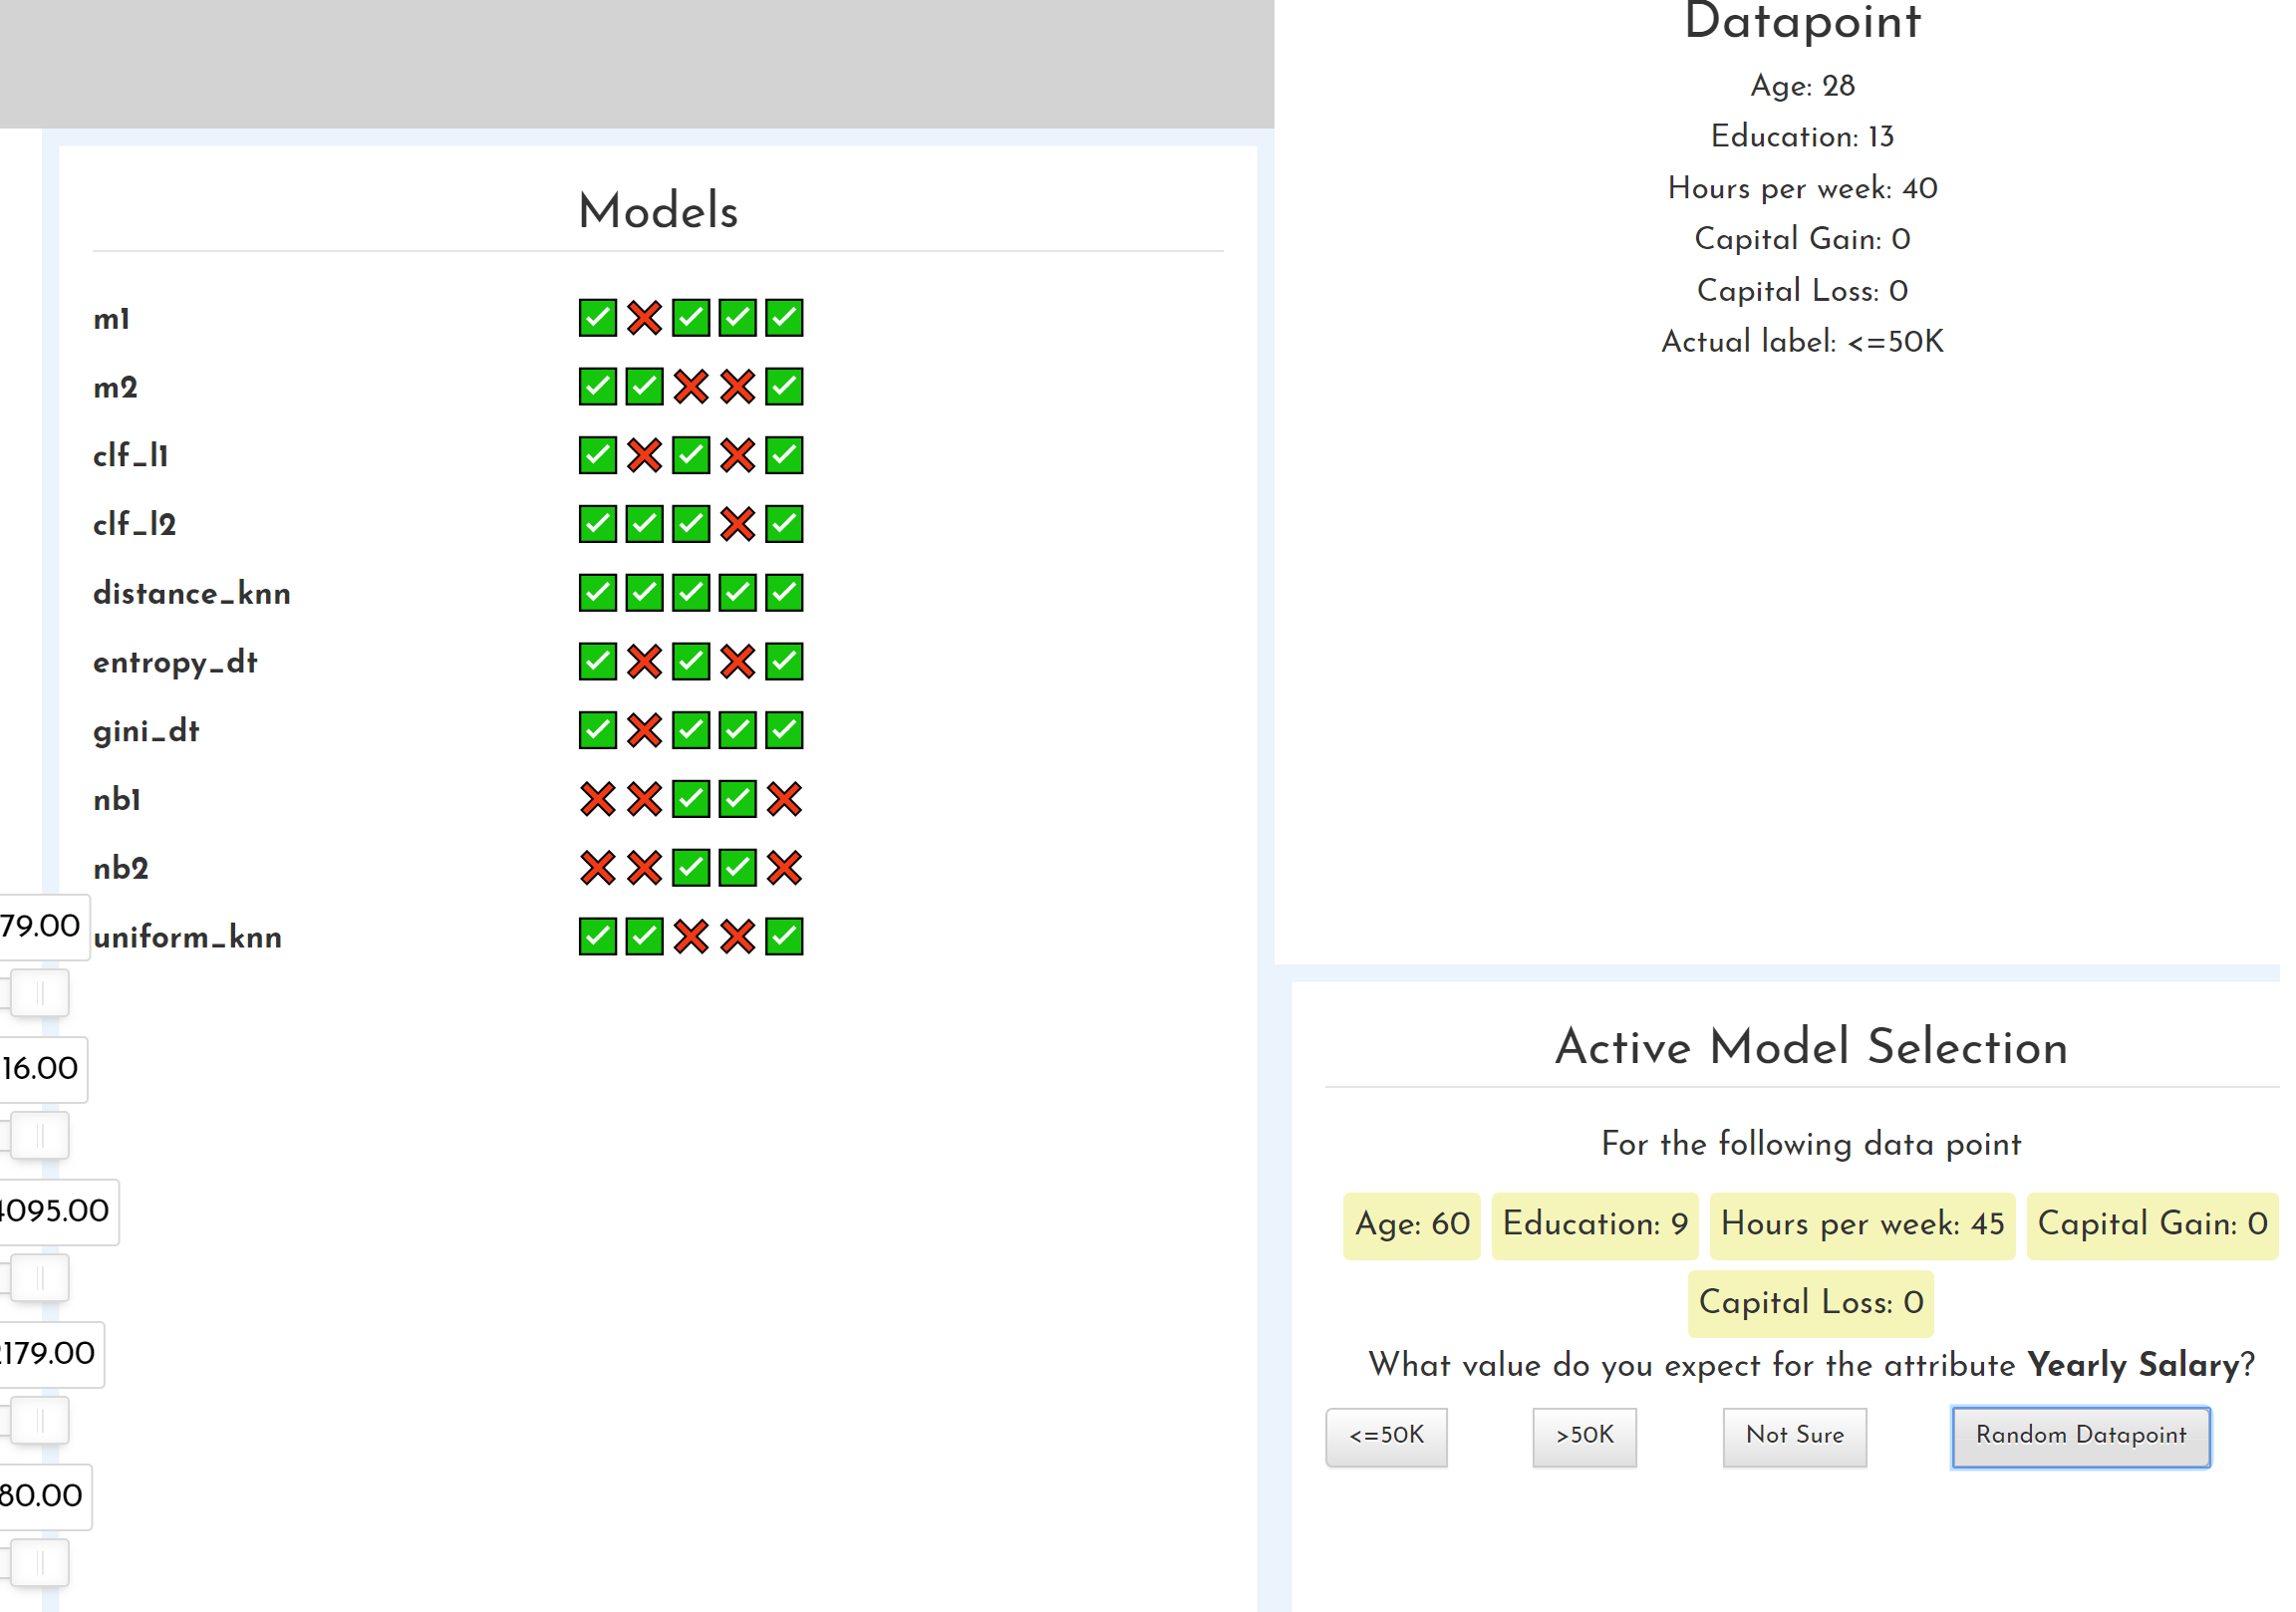 Models
m1 ✅❌✅✅✅
m2 ✅✅❌❌✅
clf_l1 ✅❌✅❌✅
clf_l2 ✅✅✅❌✅
distance_knn ✅✅✅✅✅
entropy_dt ✅❌✅❌✅
gini_dt ✅❌✅✅✅
nb1 ❌❌✅✅❌
nb2 ❌❌✅✅❌
uniform_knn ✅✅❌❌✅
79.00
16.00
4095.00
2179.00
80.00
Datapoint
Age: 28
Education: 13
Hours per week: 40
Capital Gain: 0
Capital Loss: 0
Actual label: <=50K
Active Model Selection
For the following data point
Age: 60 Education: 9 Hours per week: 45 Capital Gain: 0
Capital Loss: 0
What value do you expect for the attribute Yearly Salary?
<=50K >50K Not Sure Random Datapoint